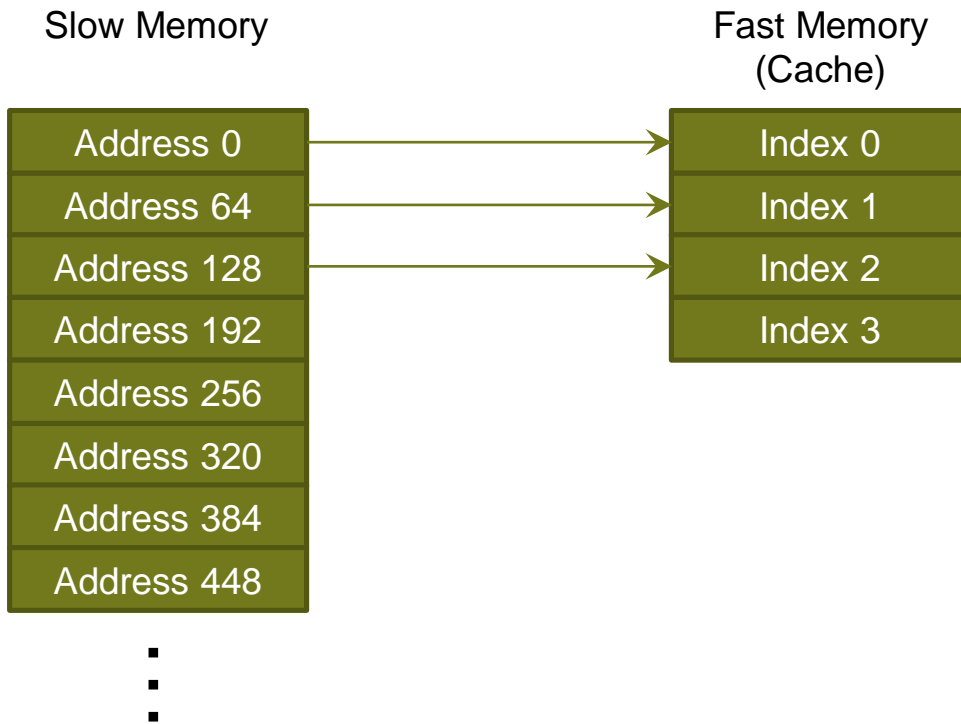 Slow Memory
Fast Memory
(Cache)
Address 0
Address 64
Address 128
Address 192
Address 256
Address 320
Address 384
Address 448
Index 0
Index 1
Index 2
Index 3